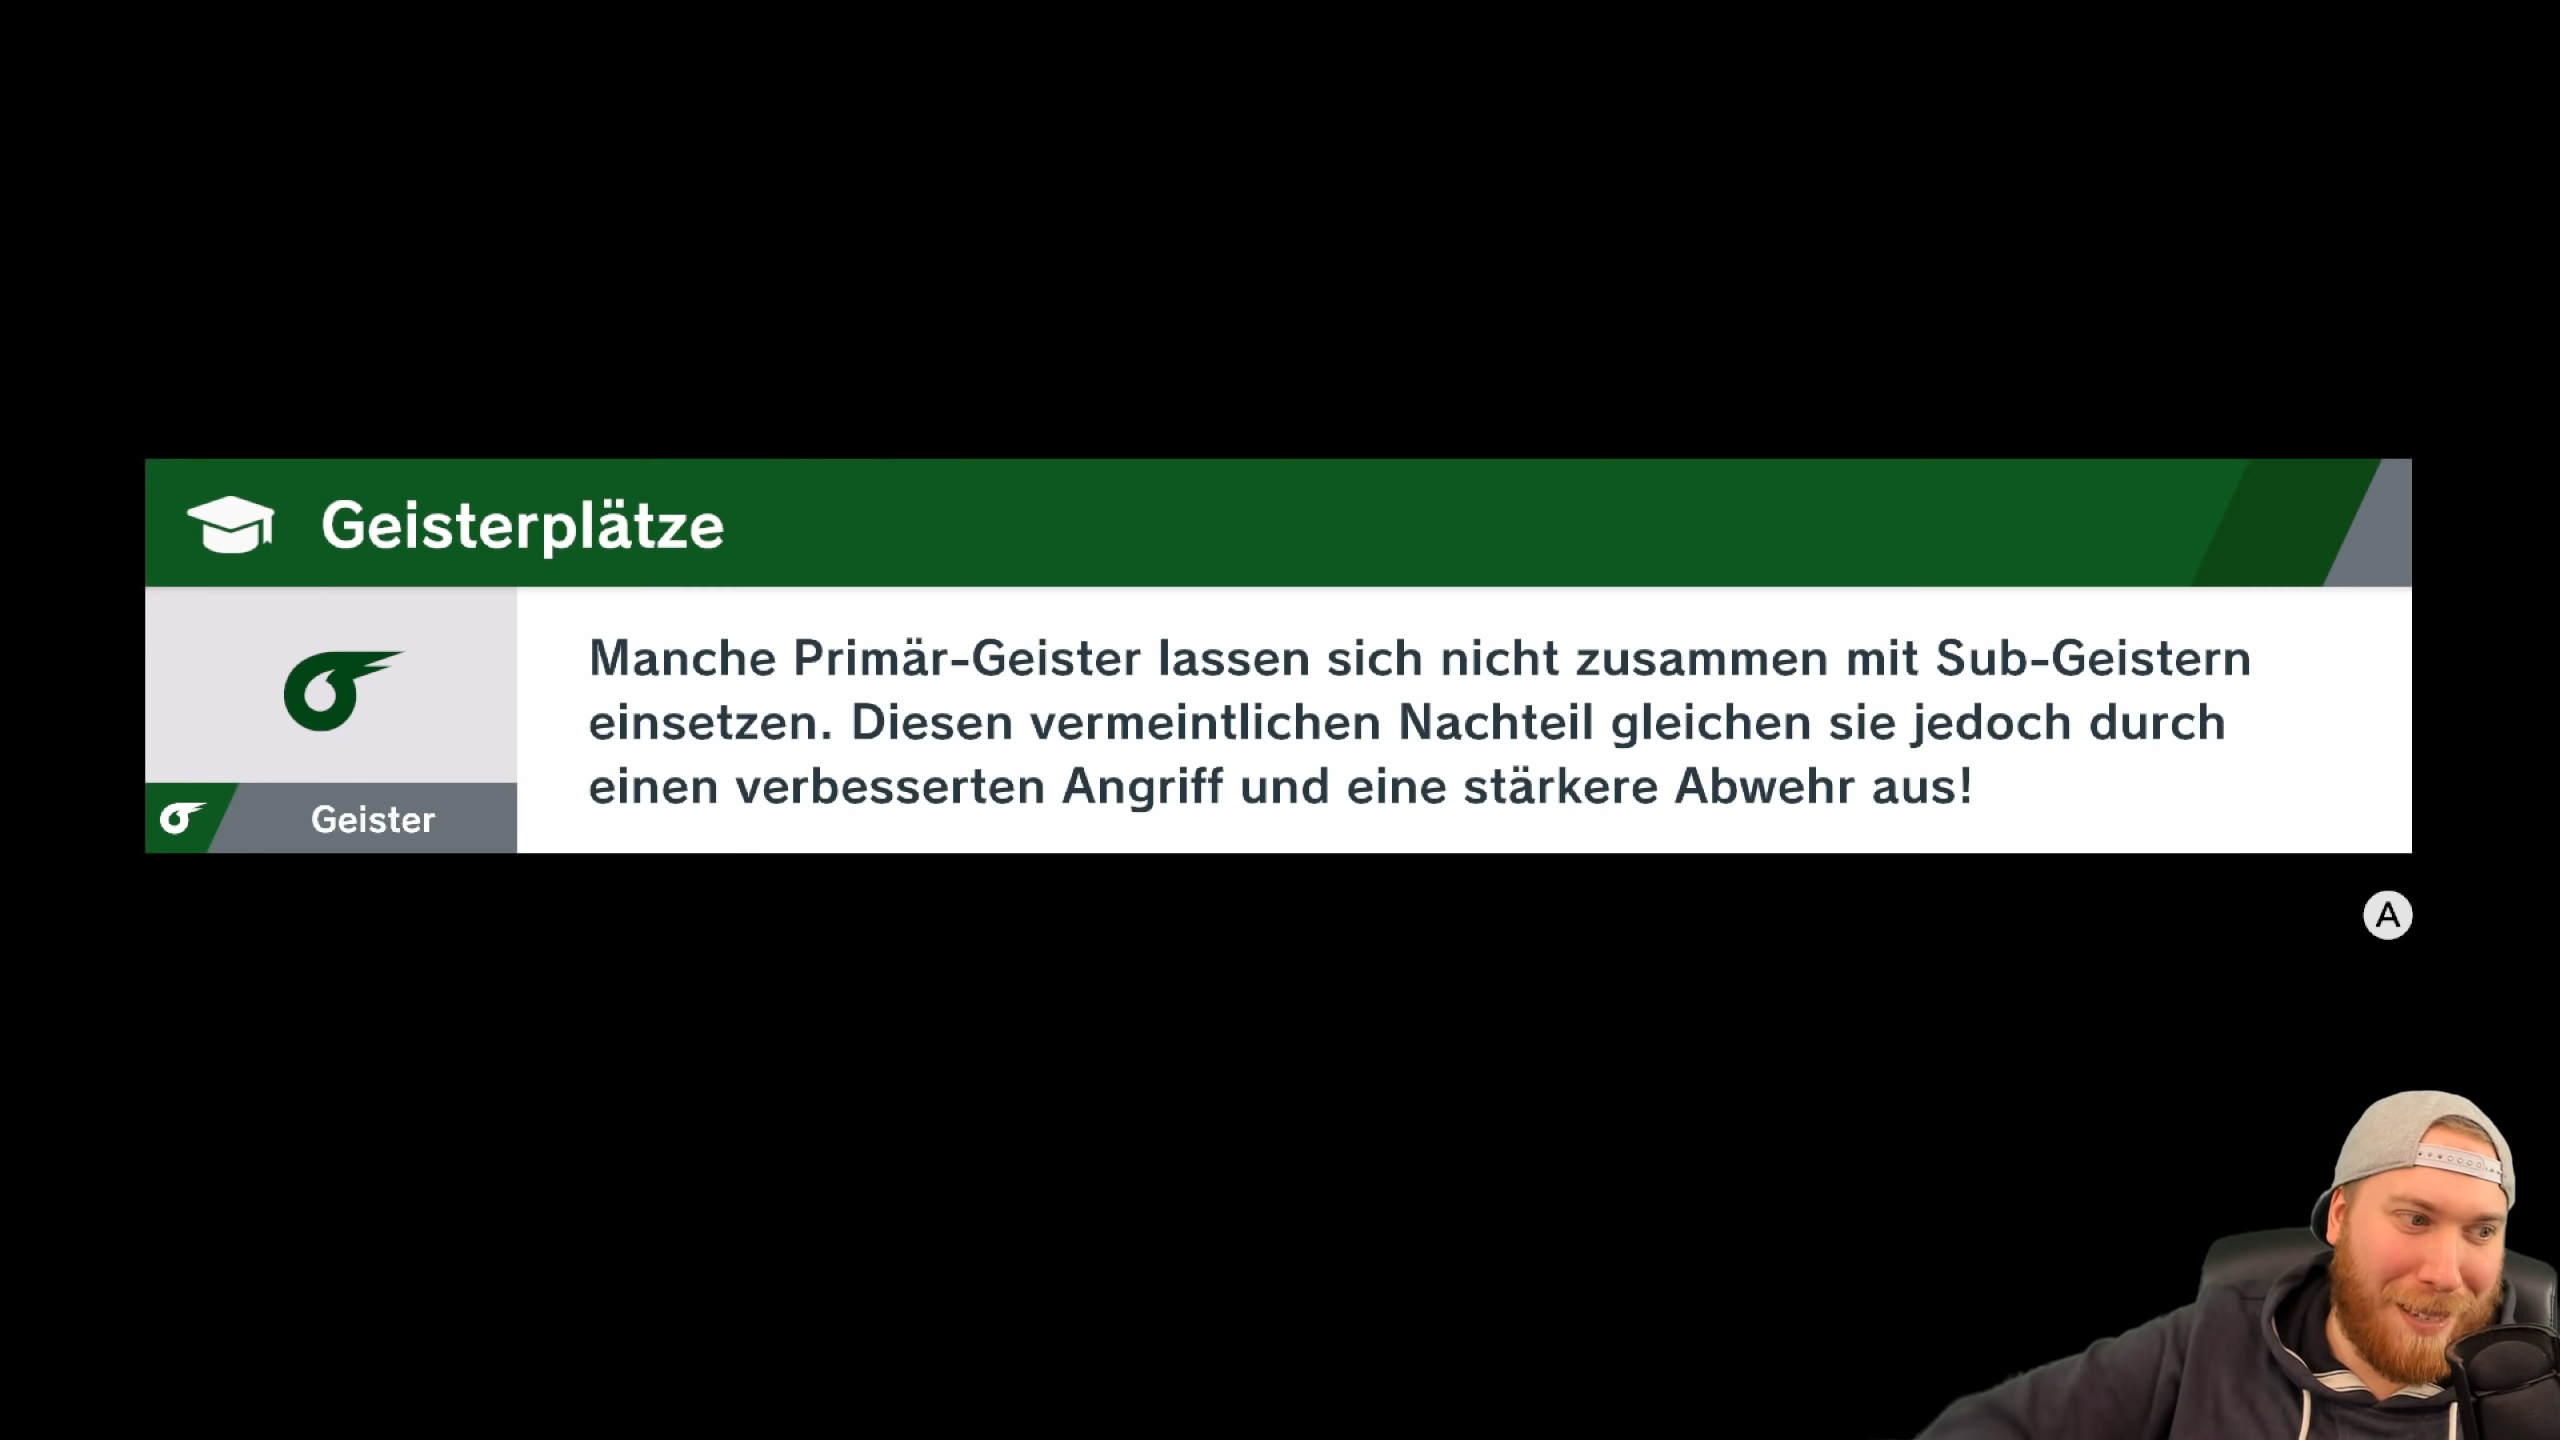 Geisterplätze
Manche Primär-Geister lassen sich nicht zusammen mit Sub-Geistern
einsetzen. Diesen vermeintlichen Nachteil gleichen sie jedoch durch
einen verbesserten Angriff und eine stärkere Abwehr aus!
Geister
A